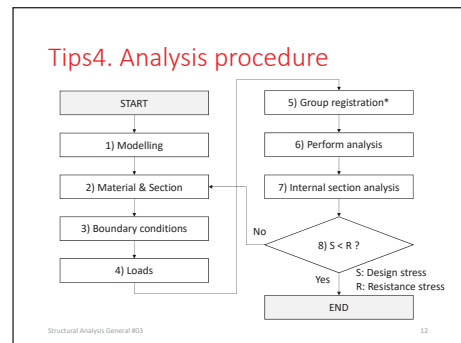 Tips4. Analysis procedure
START
1) Modelling
2) Material & Section
3) Boundary conditions
4) Loads
5) Group registration*
6) Perform analysis
7) Internal section analysis
No
8) S < R ?
Yes
S: Design stress
R: Resistance stress
END
Structural Analysis General #03
12